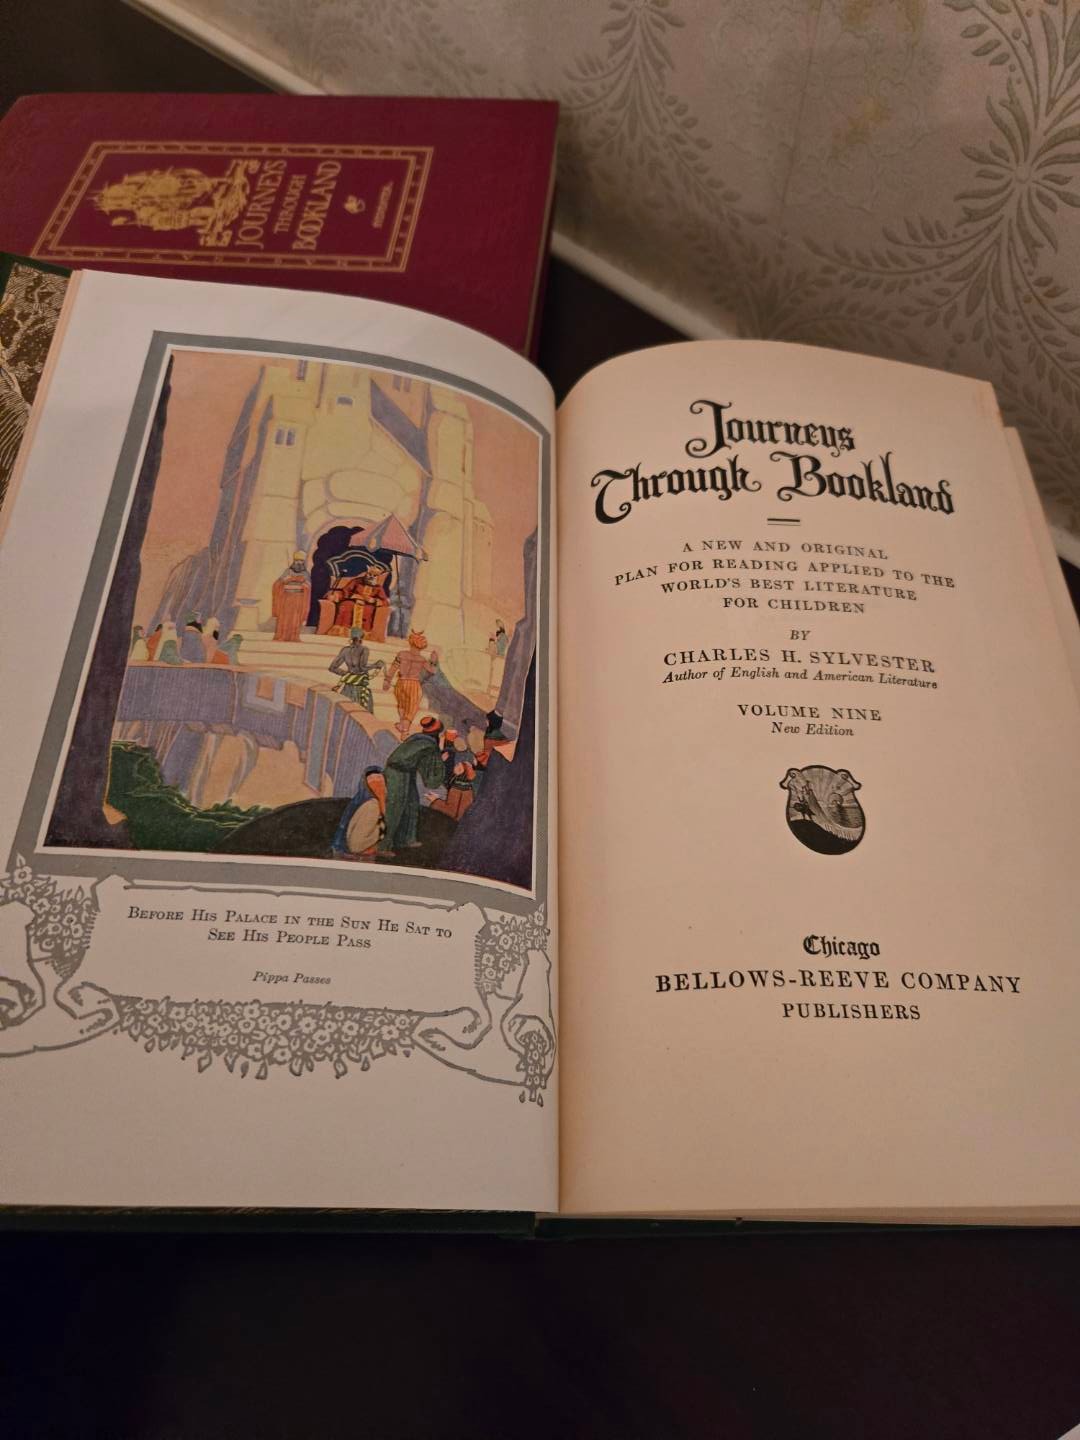 JOURNEYS
THROUGH
BOOKLAND
BEFORE HIS PALACE IN THE SUN HE SAT TO
SEE HIS PEOPLE PASS
Pippa Passes
Journeys
Through Bookland
A NEW AND ORIGINAL
PLAN FOR READING APPLIED TO THE
WORLD'S BEST LITERATURE
FOR CHILDREN
BY
CHARLES H. SYLVESTER
Author of English and American Literature
VOLUME NINE
New Edition
Chicago
BELLOWS-REEVE COMPANY
PUBLISHERS